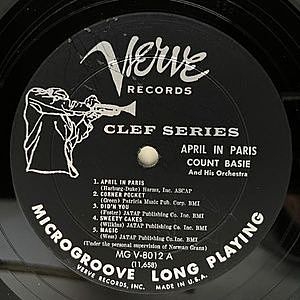 Verve
RECORDS
CLEF SERIES
APRIL IN PARIS
COUNT BASIE
And His Orchestra
1. APRIL IN PARIS
(Harburg-Duke) Harms, Inc. ASCAP
2. CORNER POCKET
(Green) Patricia Music Pub. Corp. BMI
3. DID'N YOU
(Foster) JATAP Publishing Co. Inc. BMI
4. SWEETY CAKES
(Wilkins) JATAP Publishing Co. Inc. BMI
5. MAGIC
(Wess) JATAP Publishing Co. Inc. BMI
(Under the personal supervision of Norman Granz)
MG V-8012 A
(11,658)
MICROGROOVE LONG PLAYING
VERVE RECORDS, INC. MADE IN U.S.A.